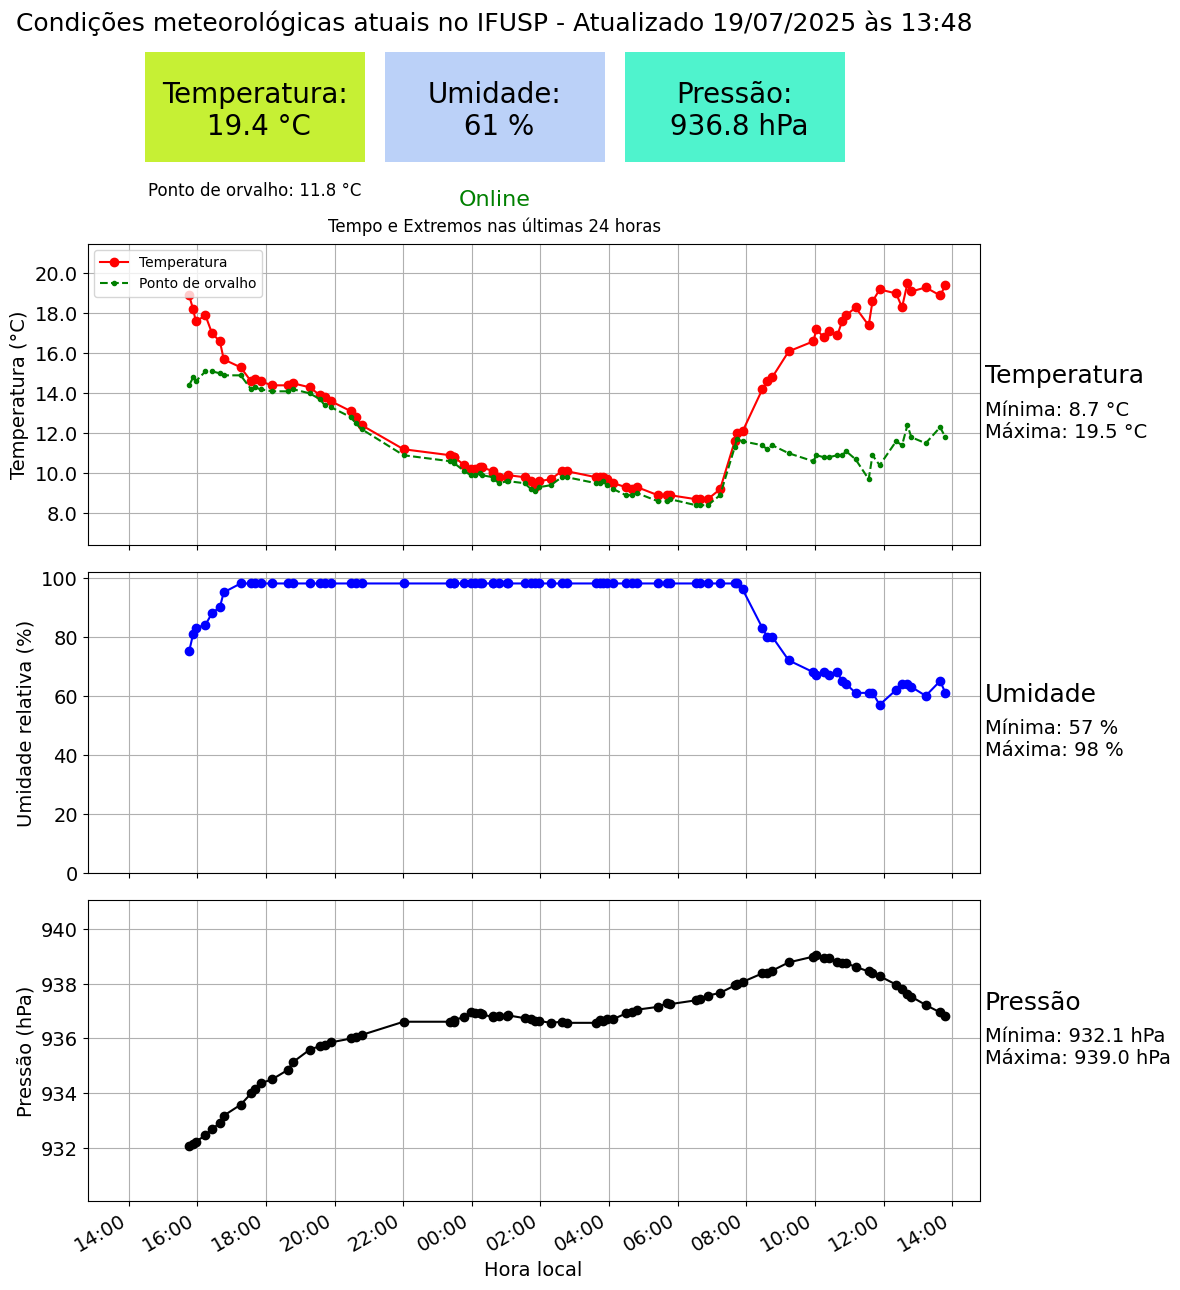 Condições meteorológicas atuais no IFUSP - Atualizado 19/07/2025 às 13:48
Temperatura:
19.4 °C
Umidade:
61 %
Pressão:
936.8 hPa
Ponto de orvalho: 11.8 °C
Online
Tempo e Extremos nas últimas 24 horas
Temperatura
Ponto de orvalho
Temperatura (°C)
20.0
18.0
16.0
14.0
12.0
10.0
8.0
Temperatura
Mínima: 8.7 °C
Máxima: 19.5 °C
Umidade relativa (%)
100
80
60
40
20
0
Umidade
Mínima: 57 %
Máxima: 98 %
Pressão (hPa)
940
938
936
934
932
Pressão
Mínima: 932.1 hPa
Máxima: 939.0 hPa
14:00 16:00 18:00 20:00 22:00 00:00 02:00 04:00 06:00 08:00 10:00 12:00 14:00
Hora local